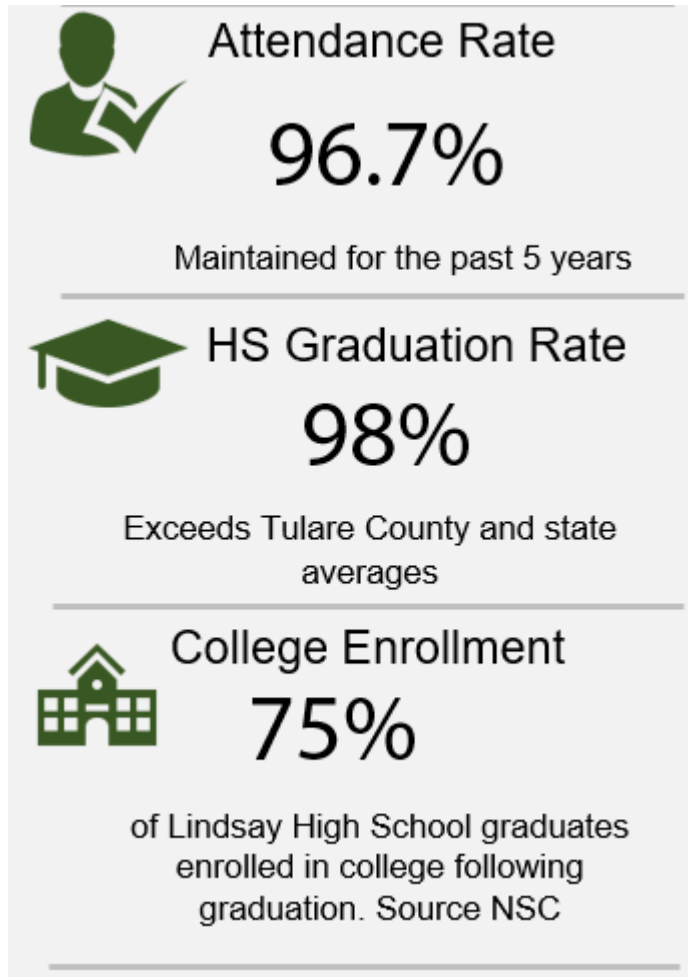 Attendance Rate
96.7%
Maintained for the past 5 years
HS Graduation Rate
98%
Exceeds Tulare County and state
averages
College Enrollment
75%
of Lindsay High School graduates
enrolled in college following
graduation. Source NSC